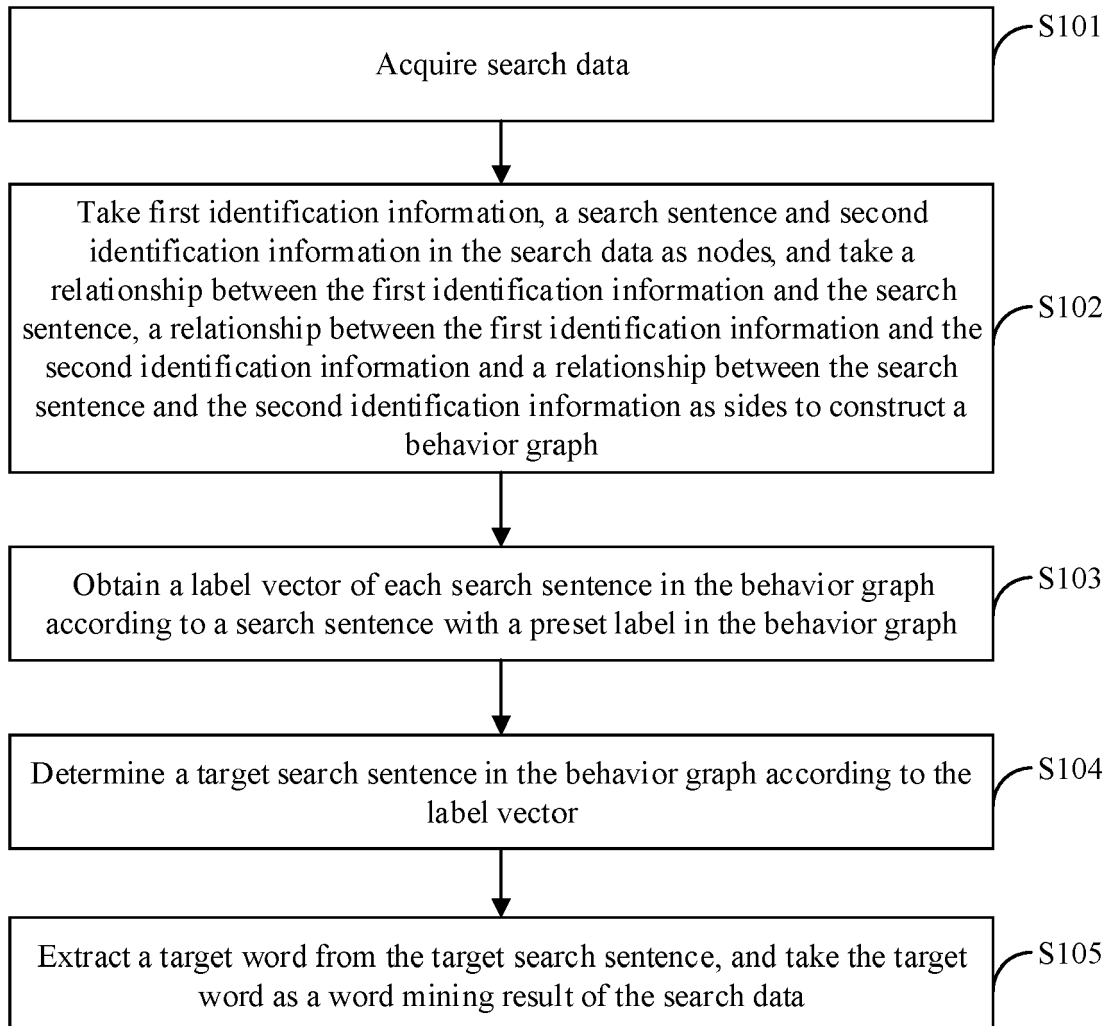 Acquire search data
S101
Take first identification information, a search sentence and second
identification information in the search data as nodes, and take a
relationship between the first identification information and the search
sentence, a relationship between the first identification information and the
second identification information and a relationship between the search
sentence and the second identification information as sides to construct a
behavior graph
S102
Obtain a label vector of each search sentence in the behavior graph
according to a search sentence with a preset label in the behavior graph
S103
Determine a target search sentence in the behavior graph according to the
label vector
S104
Extract a target word from the target search sentence, and take the target
word as a word mining result of the search data
S105